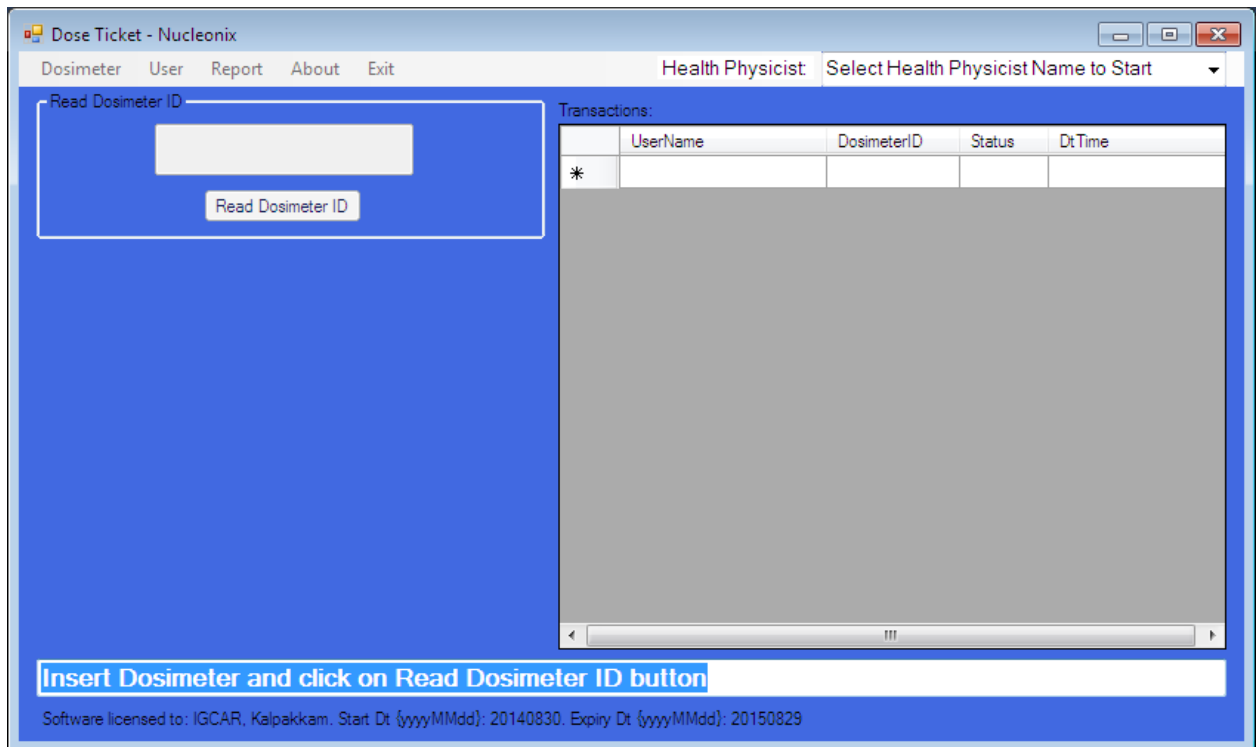 Dose Ticket - Nucleonix
Dosimeter User Report About Exit Health Physicist: Select Health Physicist Name to Start
Read Dosimeter ID
Read Dosimeter ID
Transactions:
UserName DosimeterID Status DtTime
Insert Dosimeter and click on Read Dosimeter ID button
Software licensed to: IGCAR, Kalpakkam. Start Dt {yyyyMMdd}: 20140830. Expiry Dt {yyyyMMdd}: 20150829